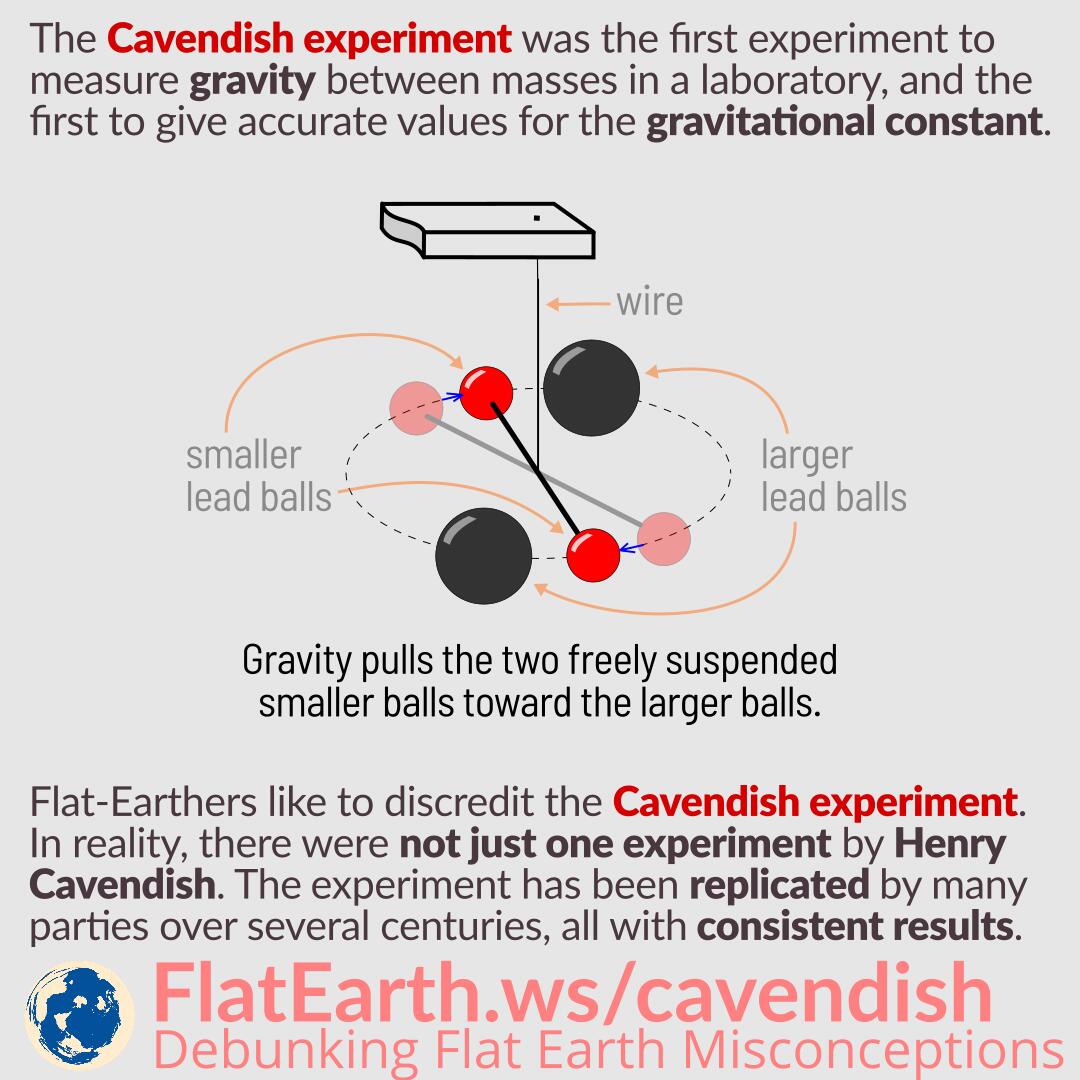 The Cavendish experiment was the first experiment to
measure gravity between masses in a laboratory, and the
first to give accurate values for the gravitational constant.
wire
smaller
lead balls
larger
lead balls
Gravity pulls the two freely suspended
smaller balls toward the larger balls.
Flat-Earthers like to discredit the Cavendish experiment.
In reality, there were not just one experiment by Henry
Cavendish. The experiment has been replicated by many
parties over several centuries, all with consistent results.
FlatEarth.ws/cavendish
Debunking Flat Earth Misconceptions